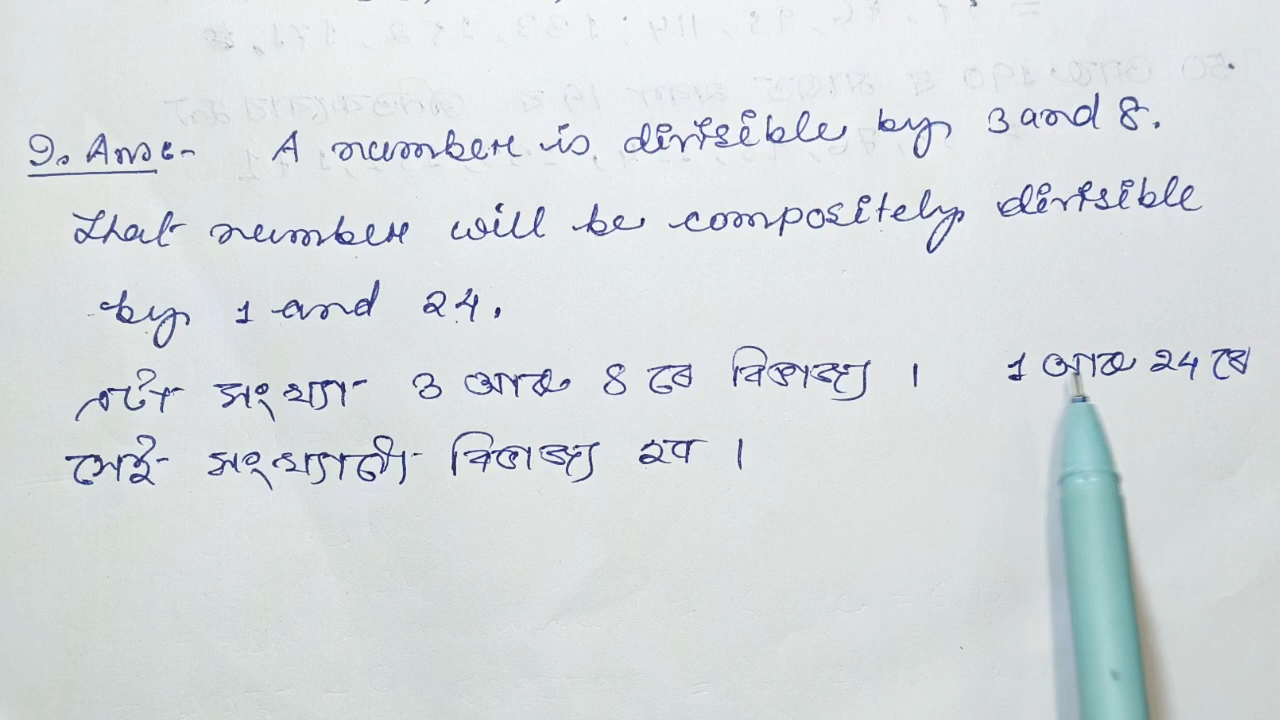 9. Ans:- A number is divisible by 3 and 8.
That number will be compositely divisible
by 1 and 24.
এটা সংখ্যা 3 আৰু 8 ৰে বিভাজ্য । 1 আৰু 24 ৰে
সেই সংখ্যাটো বিভাজ্য হব ।